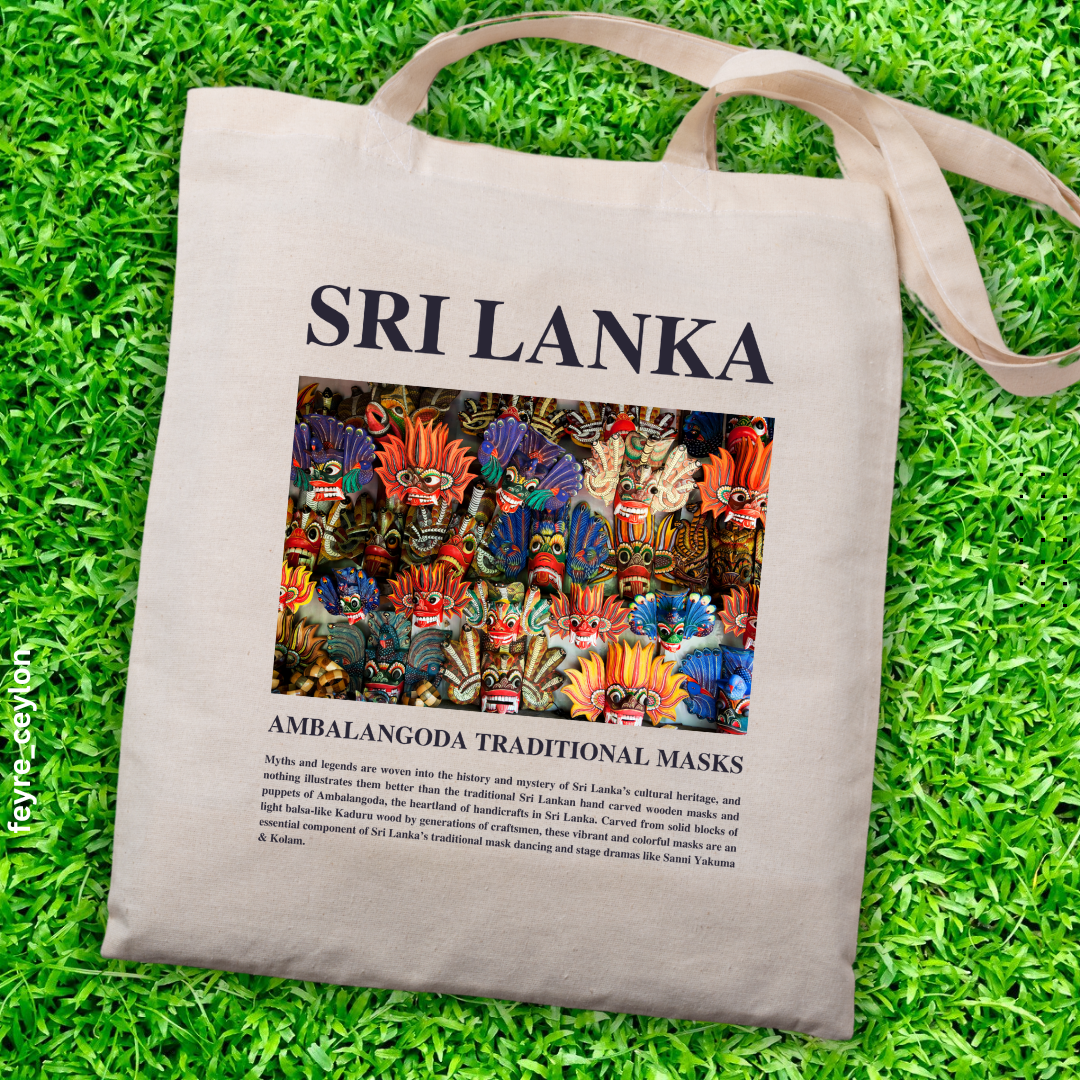 SRI LANKA
AMBALANGODA TRADITIONAL MASKS
Myths and legends are woven into the history and mystery of Sri Lanka's cultural heritage, and
nothing illustrates them better than the traditional Sri Lankan hand carved wooden masks and
puppets of Ambalangoda, the heartland of handicrafts in Sri Lanka. Carved from solid blocks of
light balsa-like Kaduru wood by generations of craftsmen, these vibrant and colorful masks are an
essential component of Sri Lanka's traditional mask dancing and stage dramas like Sanni Yakuma
& Kolam.
feyre_ceylon